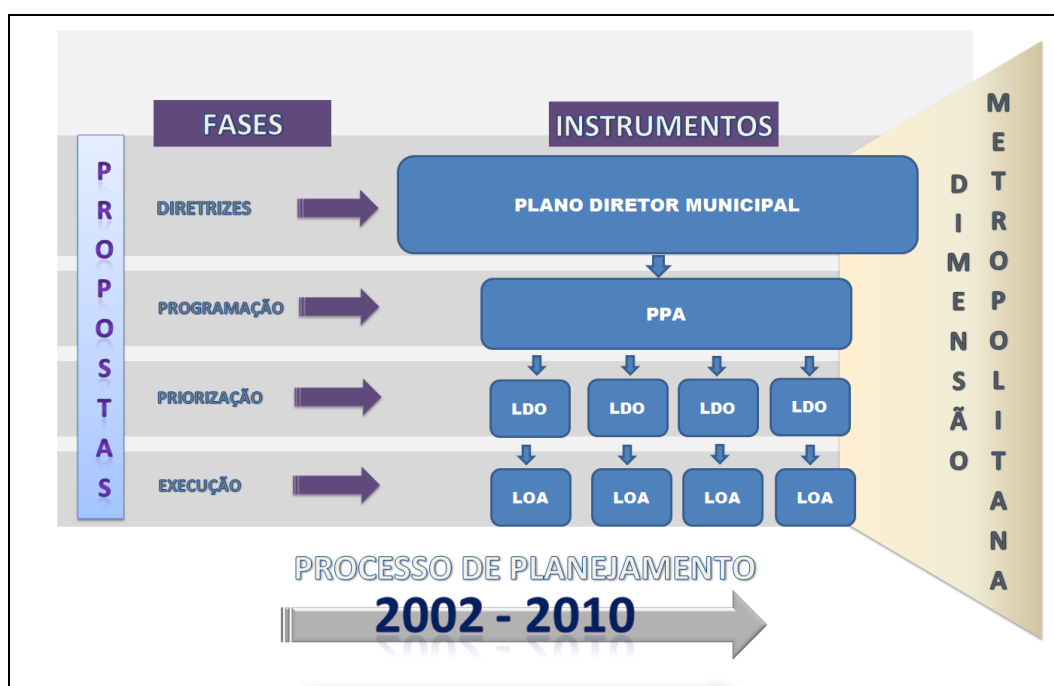 FASES
INSTRUMENTOS
PROPOSTAS
DIRETRIZES
PLANO DIRETOR MUNICIPAL
PROGRAMAÇÃO
PPA
PRIORIZAÇÃO
LDO LDO LDO LDO
EXECUÇÃO
LOA LOA LOA LOA
DIMENSÃO
METROPOLITANA
PROCESSO DE PLANEJAMENTO
2002 - 2010